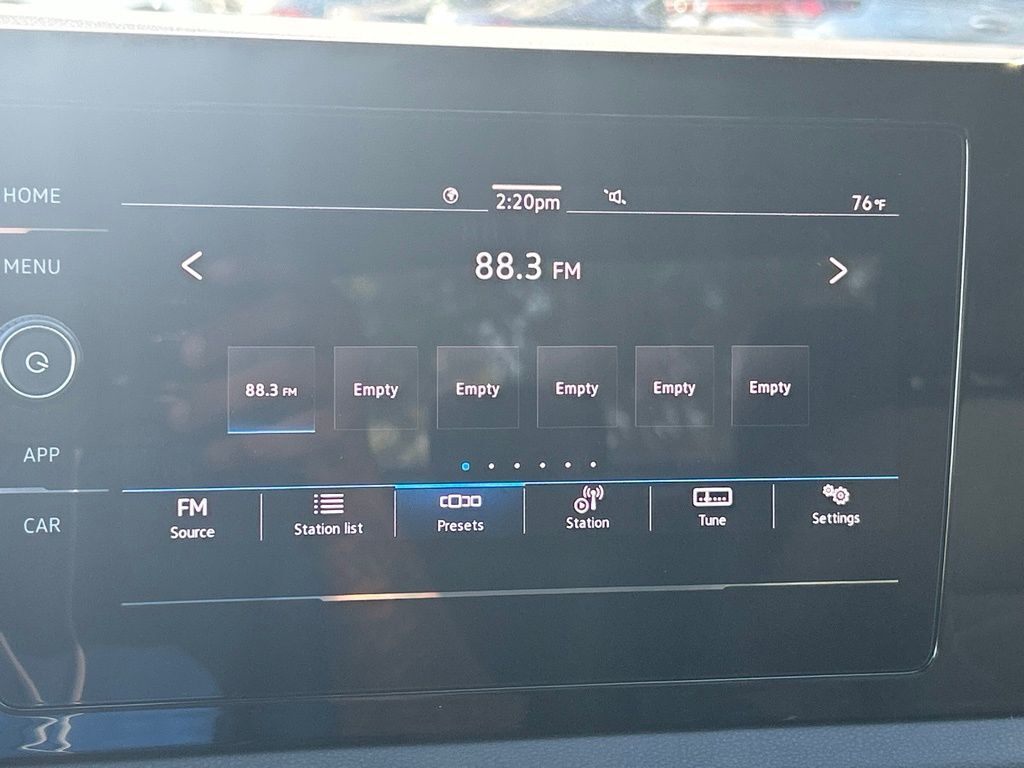 HOME
2:20pm
76°F
MENU
88.3 FM
88.3 FM Empty Empty Empty Empty Empty
APP
CAR
FM
Source Station list Presets Station Tune Settings